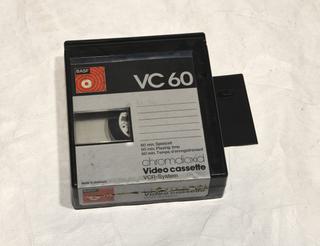 BASF
VC 60
60 min. Spielzeit
60 min. Playing time
60 min. Temps d'enregistrement
chromdioxid
Video cassette
VCR-System
BASF